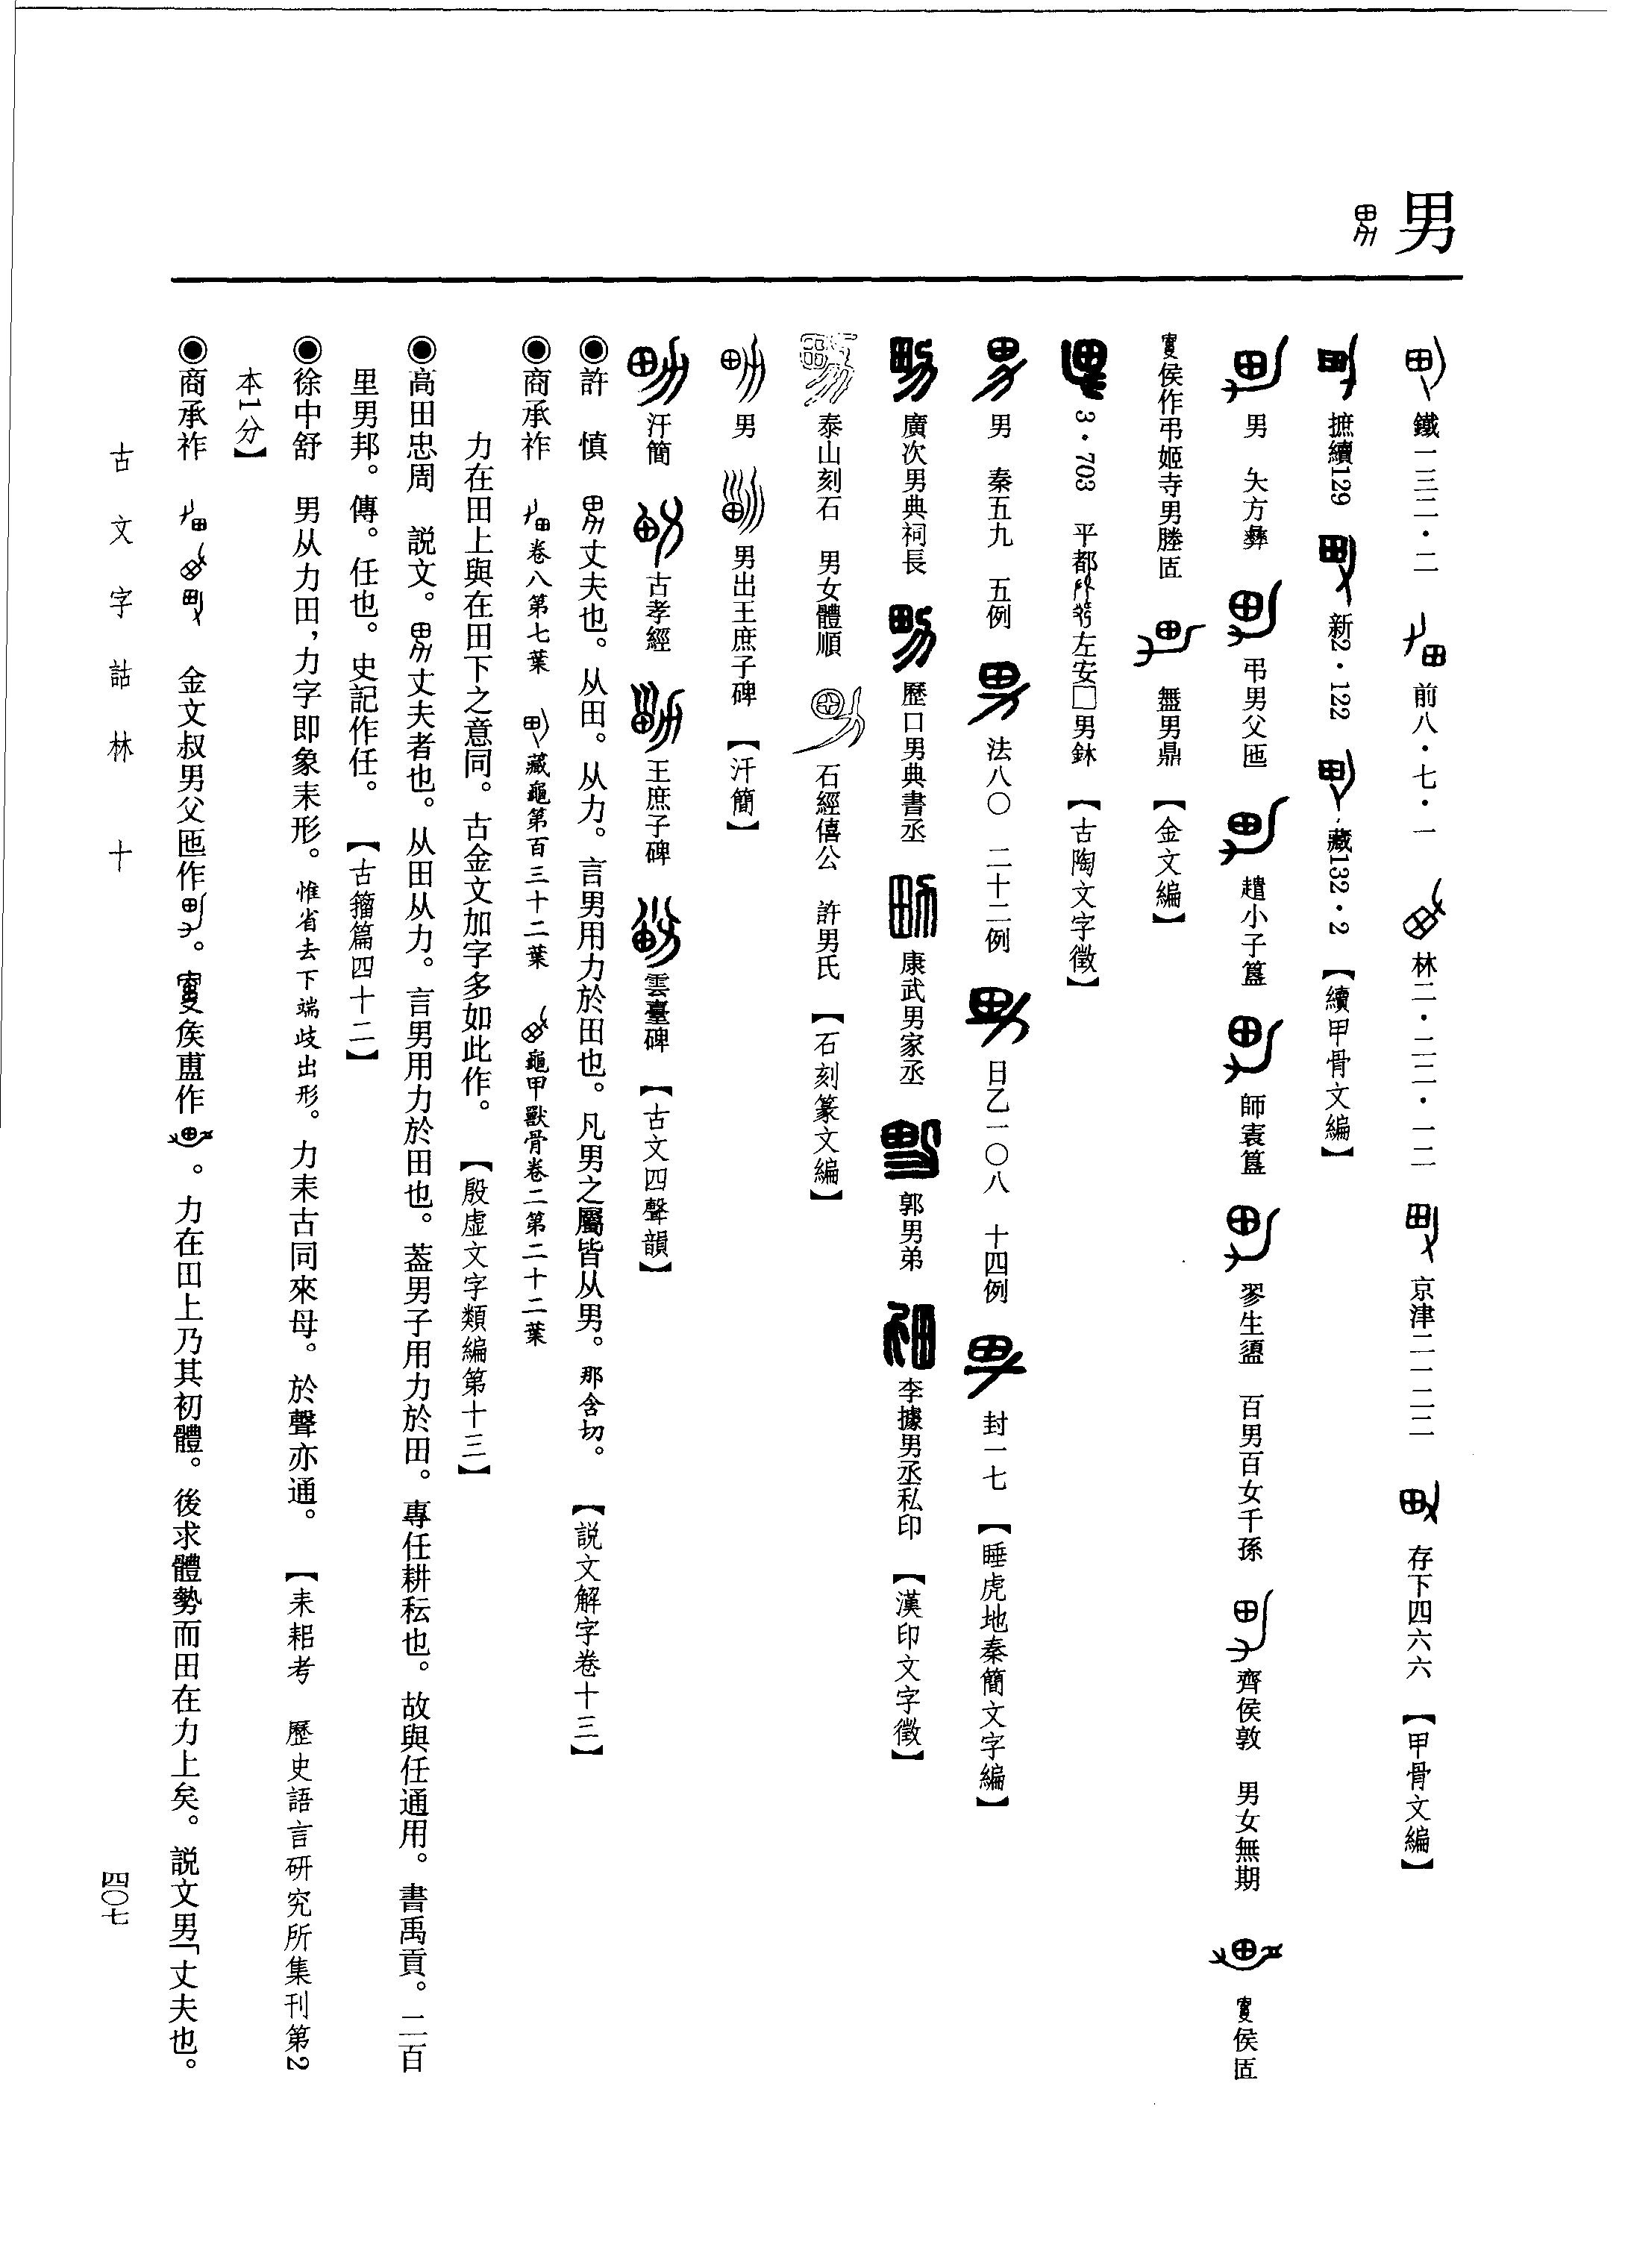 男
鐵一三二·二 前八·七·一 林二·二二·一二 京津二一二二 存下四六六 【甲骨文編】
摭續129 新2·122 藏132·2 【續甲骨文編】
男 夨方彝 弔男父匜 趞小子簋 師㝨簋 翏生盨 百男百女千孫 齊侯敦 男女無期 侯𠤳
侯作弔姬寺男媵𠤳 𥂴男鼎 【金文編】
3·703 平都 左安□男鉥 【古陶文字徵】
男 秦五九 五例 法八〇 二十二例 日乙一〇八 十四例 封一七 【睡虎地秦簡文字編】
廣次男典祠長 歷口男典書丞 康武男家丞 郭男弟 李據男丞私印 【漢印文字徵】
泰山刻石 男女體順 石經僖公 許男氏 【石刻篆文編】
男 男出王庶子碑 【汗簡】
汗簡 古孝經 王庶子碑 雲臺碑 【古文四聲韻】
◉許 慎 丈夫也。从田。从力。言男用力於田也。凡男之屬皆从男。那含切。 【説文解字卷十三】
◉商承祚 卷八第七葉 藏龜第百三十二葉 龜甲獸骨卷二第二十二葉
力在田上與在田下之意同。古金文加字多如此作。 【殷虛文字類編第十三】
◉高田忠周 説文。丈夫者也。从田从力。言男用力於田也。葢男子用力於田。專任耕耘也。故與任通用。書禹貢。二百
里男邦。傳。任也。史記作任。 【古籀篇四十二】
◉徐中舒 男从力田，力字即象耒形。惟省去下端歧出形。力耒古同來母。於聲亦通。 【耒耜考 歷史語言研究所集刊第2
本1分】
◉商承祚 金文叔男父匜作。侯𠤳作。力在田上乃其初體。後求體勢而田在力上矣。説文男「丈夫也。
古文字詁林 十
四〇七